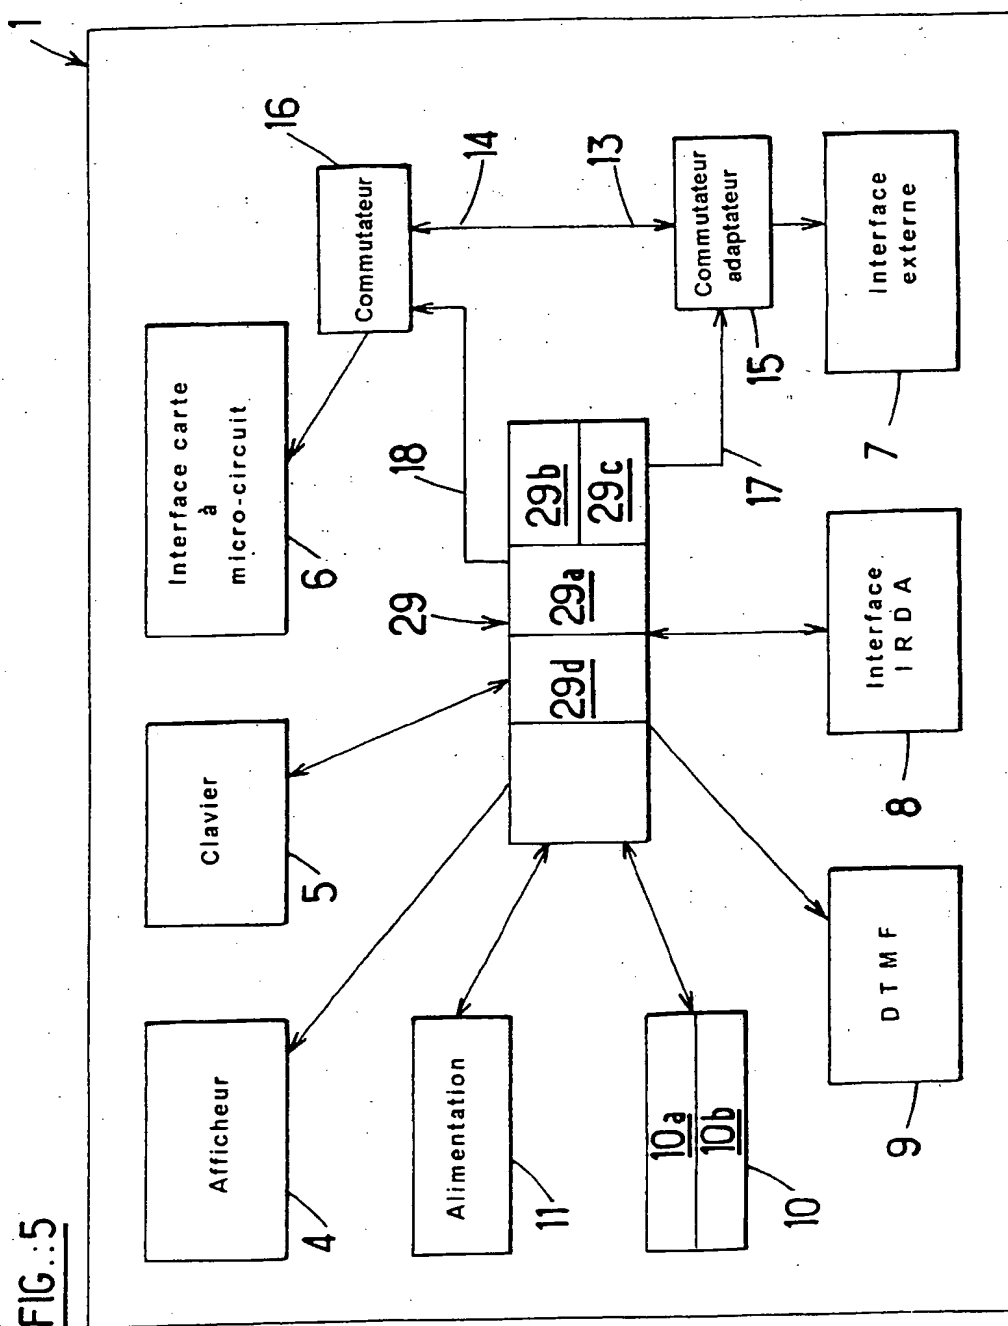 FIG.:5
1
Afficheur
4
Clavier
5
Interface carte
à
micro-circuit
6
Commutateur
16
Alimentation
11
29
29d
29a
29b
29c
18
14
13
10a
10b
10
17
Commutateur
adaptateur
15
DTMF
9
Interface
IRDA
8
Interface
externe
7